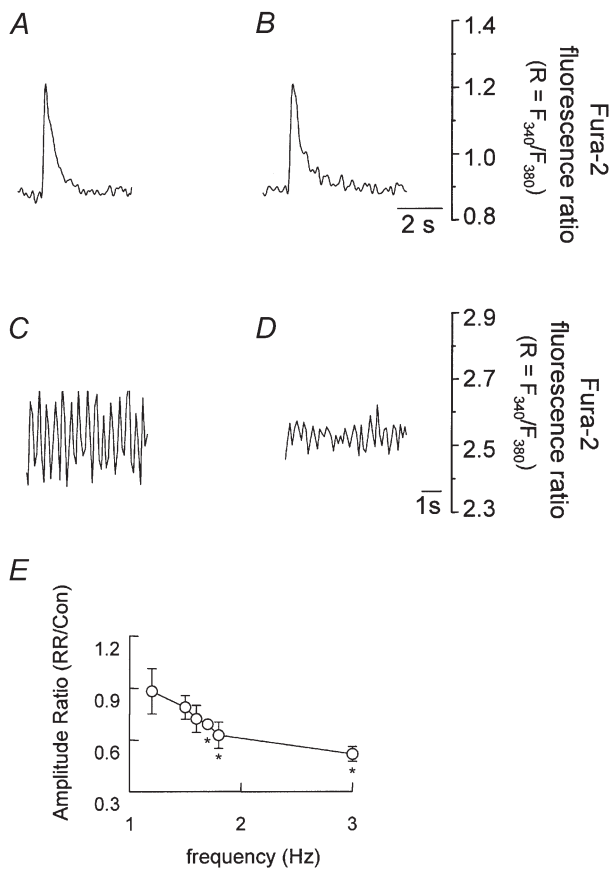 A
B
1.4
1.2
1.0
0.8
Fura-2
fluorescence ratio
(R = F340/F380)
2 s
C
D
2.9
2.7
2.5
2.3
Fura-2
fluorescence ratio
(R = F340/F380)
1s
E
Amplitude Ratio (RR/Con)
1.2
0.9
0.6
0.3
*
*
*
1
2
3
frequency (Hz)